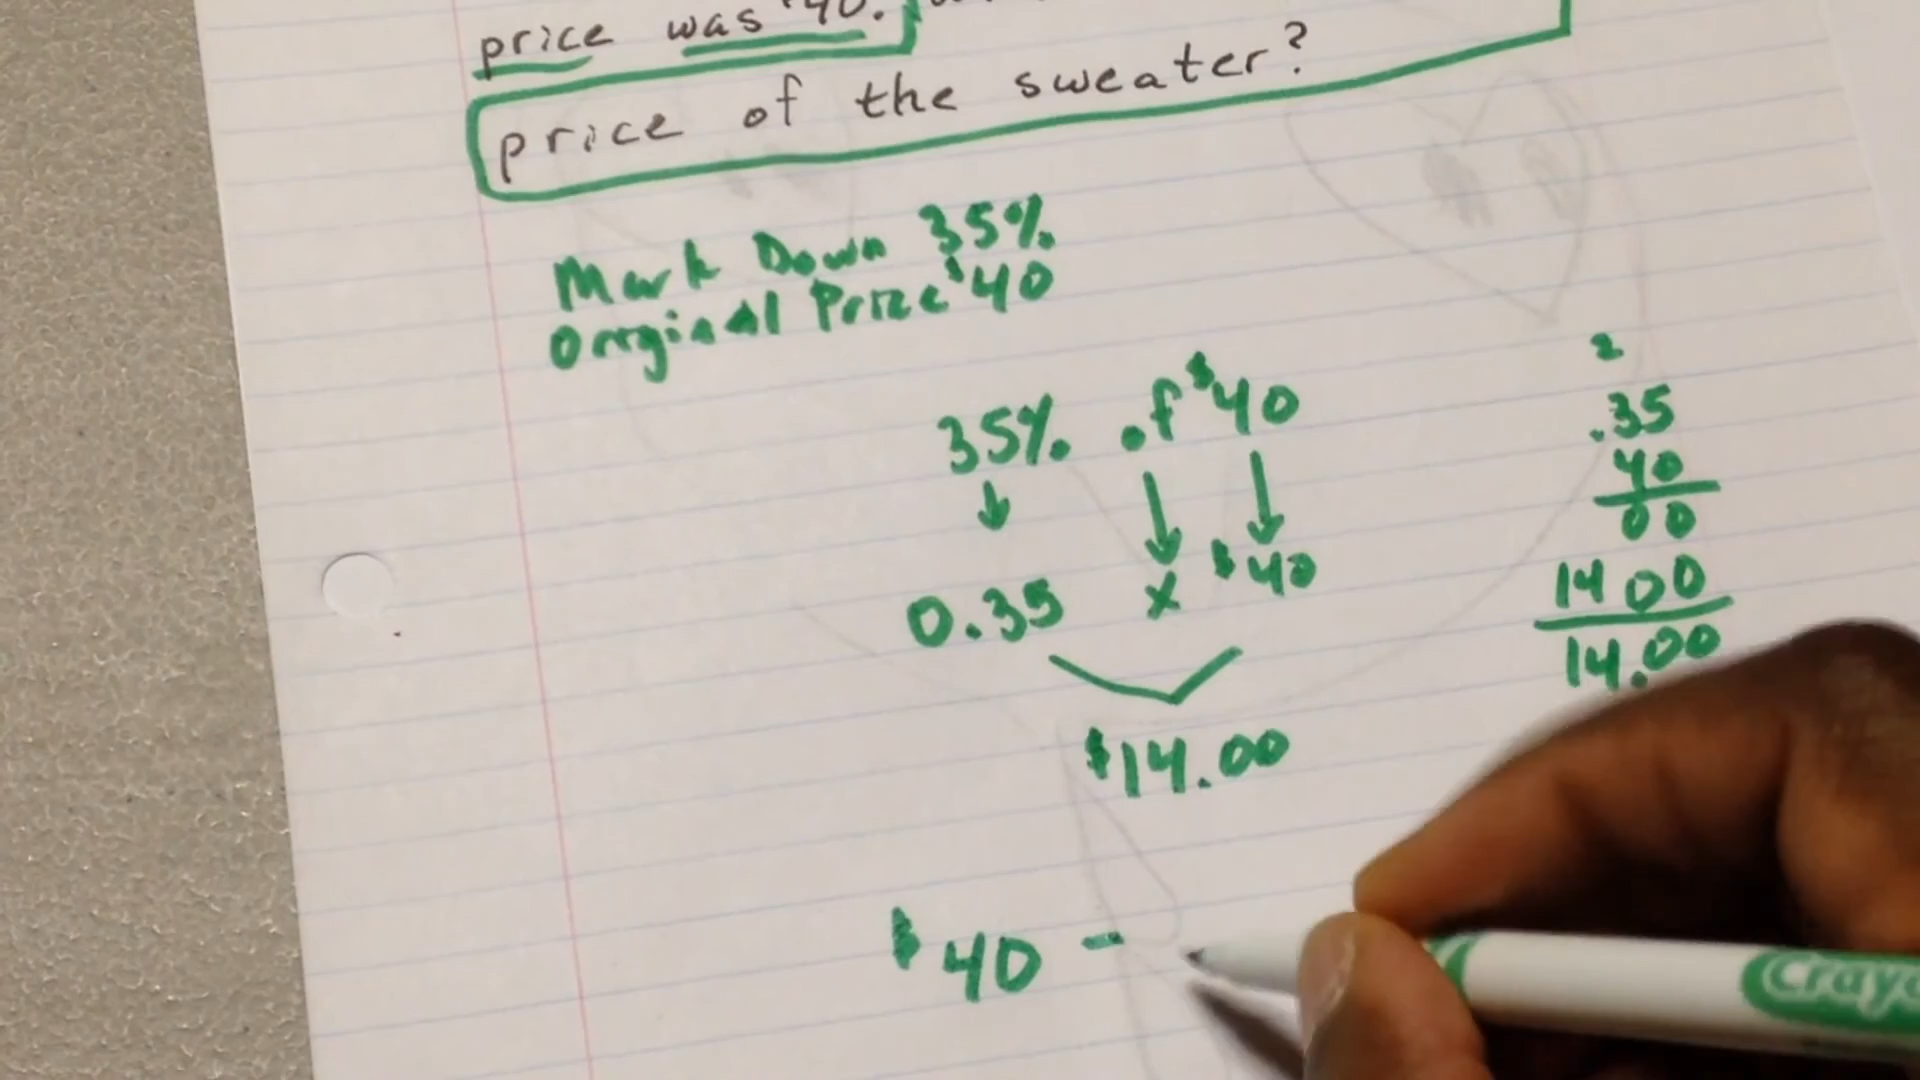 price was $40.
price of the sweater?
Mark Down 35%
Original Prize $40
35% of $40
0.35 x $40
$14.00
$40 -
2
.35
40
00
1400
14.00
Crayo